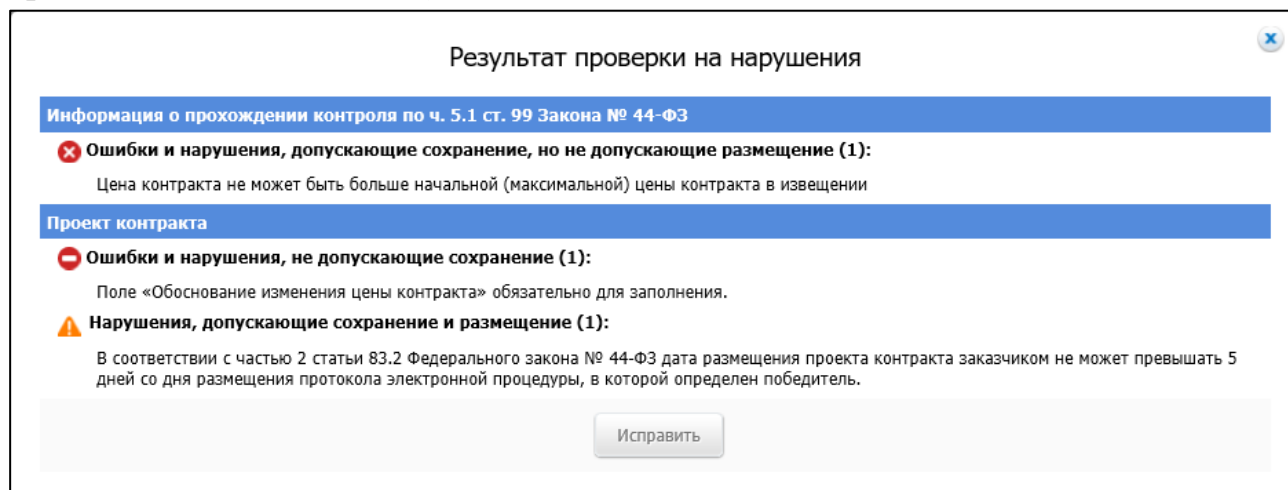 Результат проверки на нарушения
Информация о прохождении контроля по ч. 5.1 ст. 99 Закона № 44-ФЗ
Ошибки и нарушения, допускающие сохранение, но не допускающие размещение (1):
Цена контракта не может быть больше начальной (максимальной) цены контракта в извещении
Проект контракта
Ошибки и нарушения, не допускающие сохранение (1):
Поле «Обоснование изменения цены контракта» обязательно для заполнения.
Нарушения, допускающие сохранение и размещение (1):
В соответствии с частью 2 статьи 83.2 Федерального закона № 44-ФЗ дата размещения проекта контракта заказчиком не может превышать 5
дней со дня размещения протокола электронной процедуры, в которой определен победитель.
Исправить